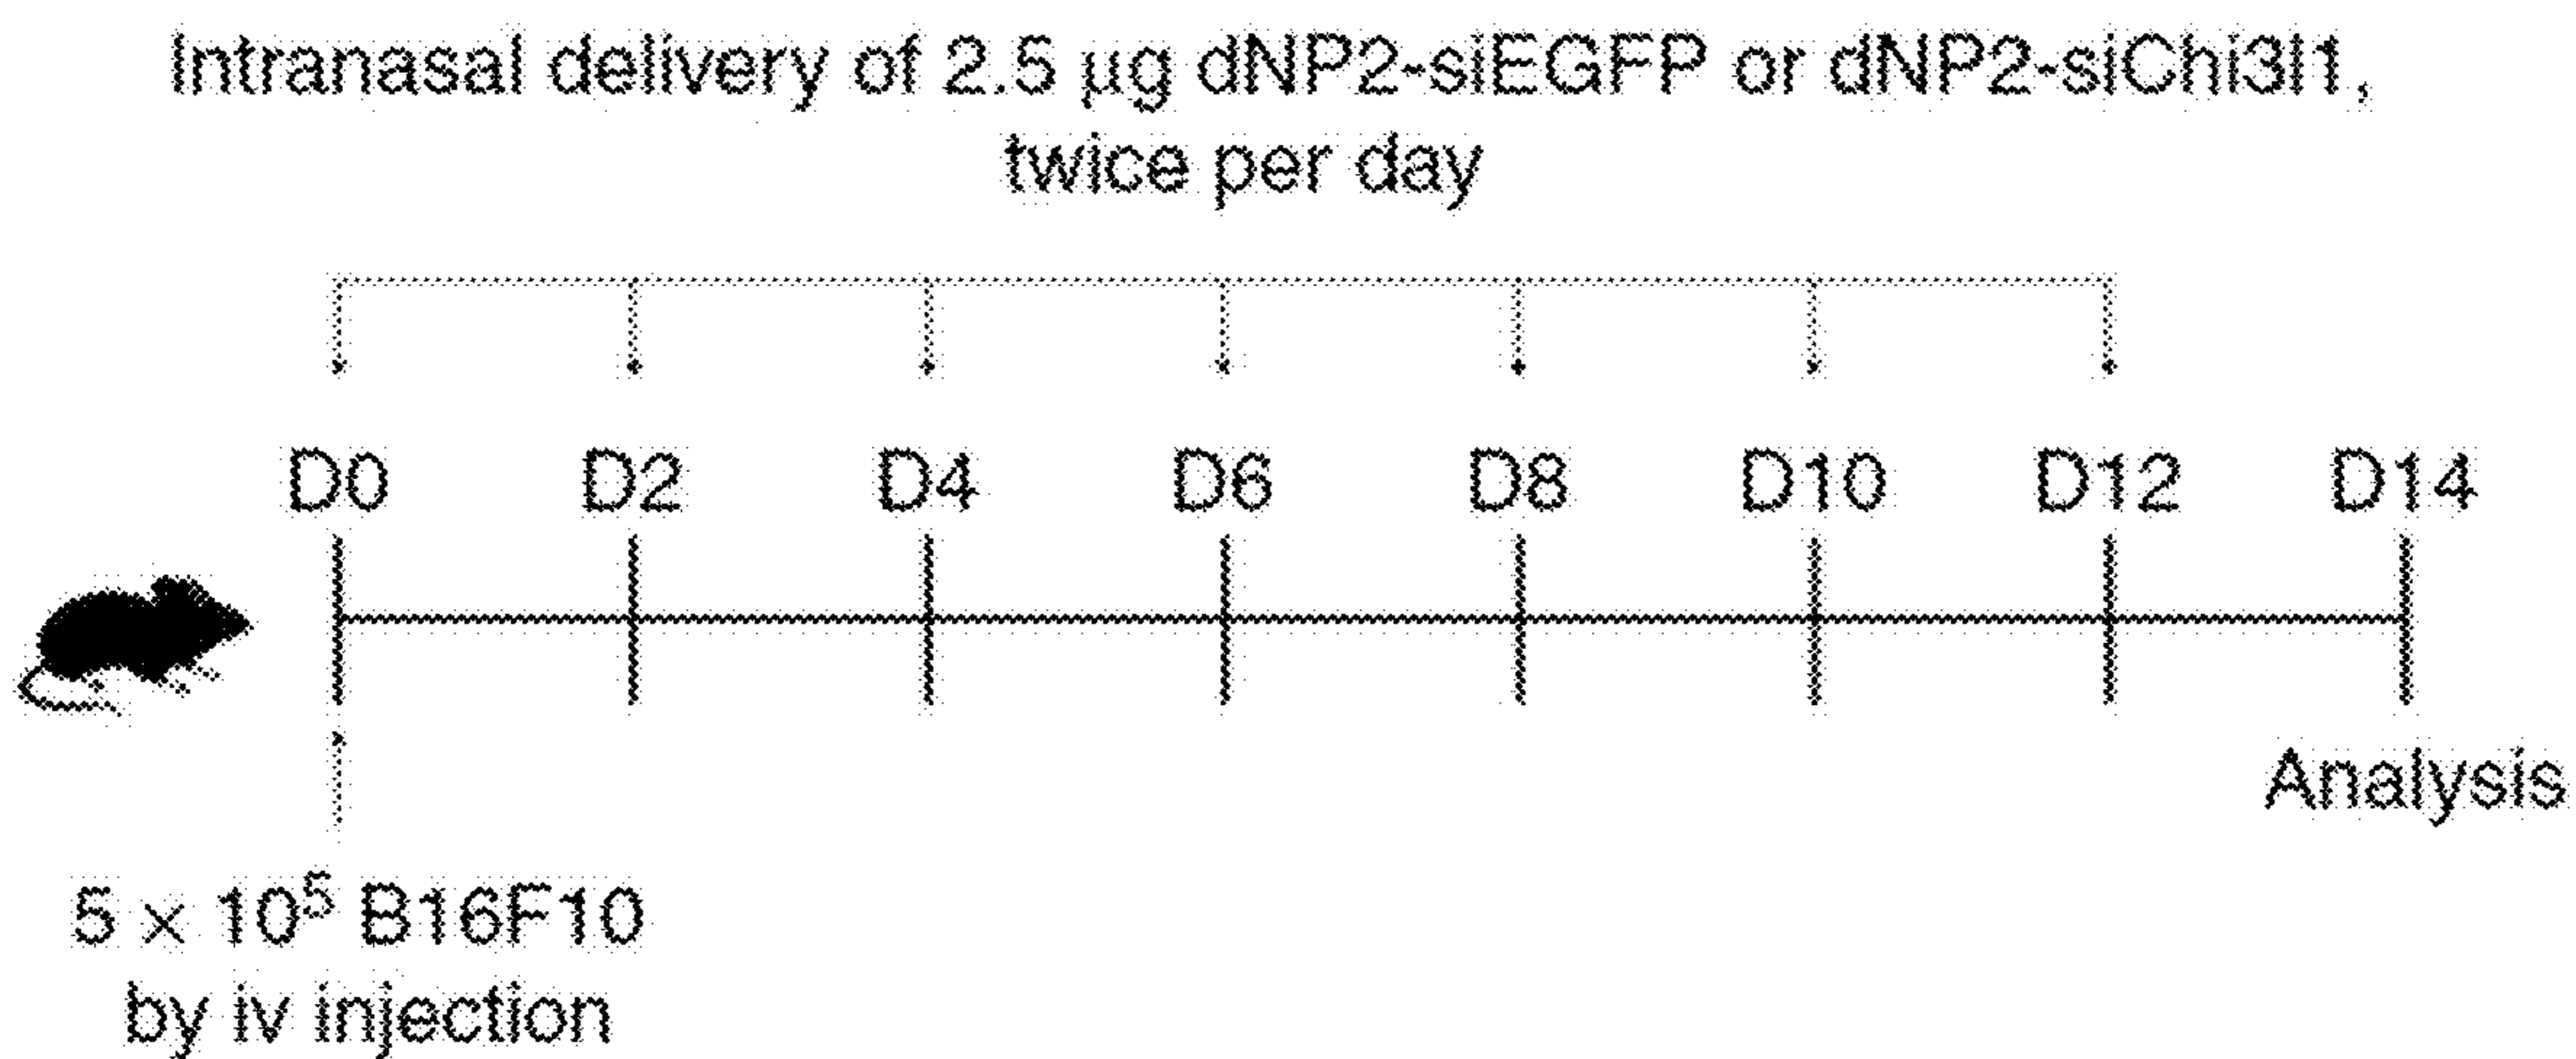 Intranasal delivery of 2.5 µg dNP2-siEGFP or dNP2-siChi3l1,
twice per day
D0 D2 D4 D6 D8 D10 D12 D14
Analysis
5 × 10⁵ B16F10
by iv injection